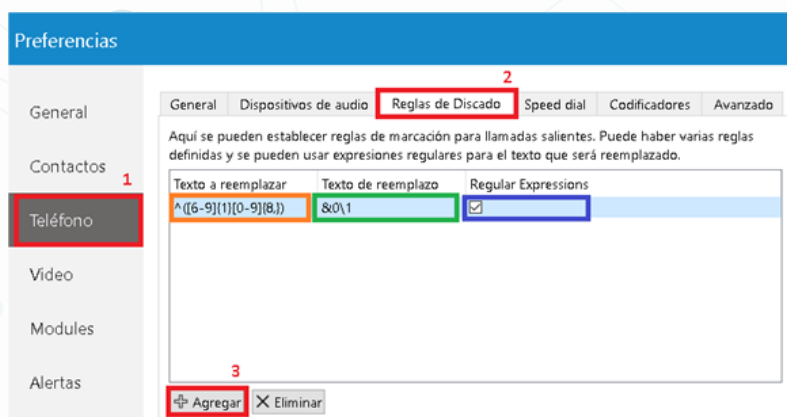 Preferencias
2
General Dispositivos de audio Reglas de Discado Speed dial Codificadores Avanzado
General
Aquí se pueden establecer reglas de marcación para llamadas salientes. Puede haber varias reglas
definidas y se pueden usar expresiones regulares para el texto que será reemplazado.
Contactos
1
Texto a reemplazar Texto de reemplazo Regular Expressions
^([6-9]{1}[0-9]{8,}) &0\1
Teléfono
Video
Modules
Alertas
3
Agregar Eliminar